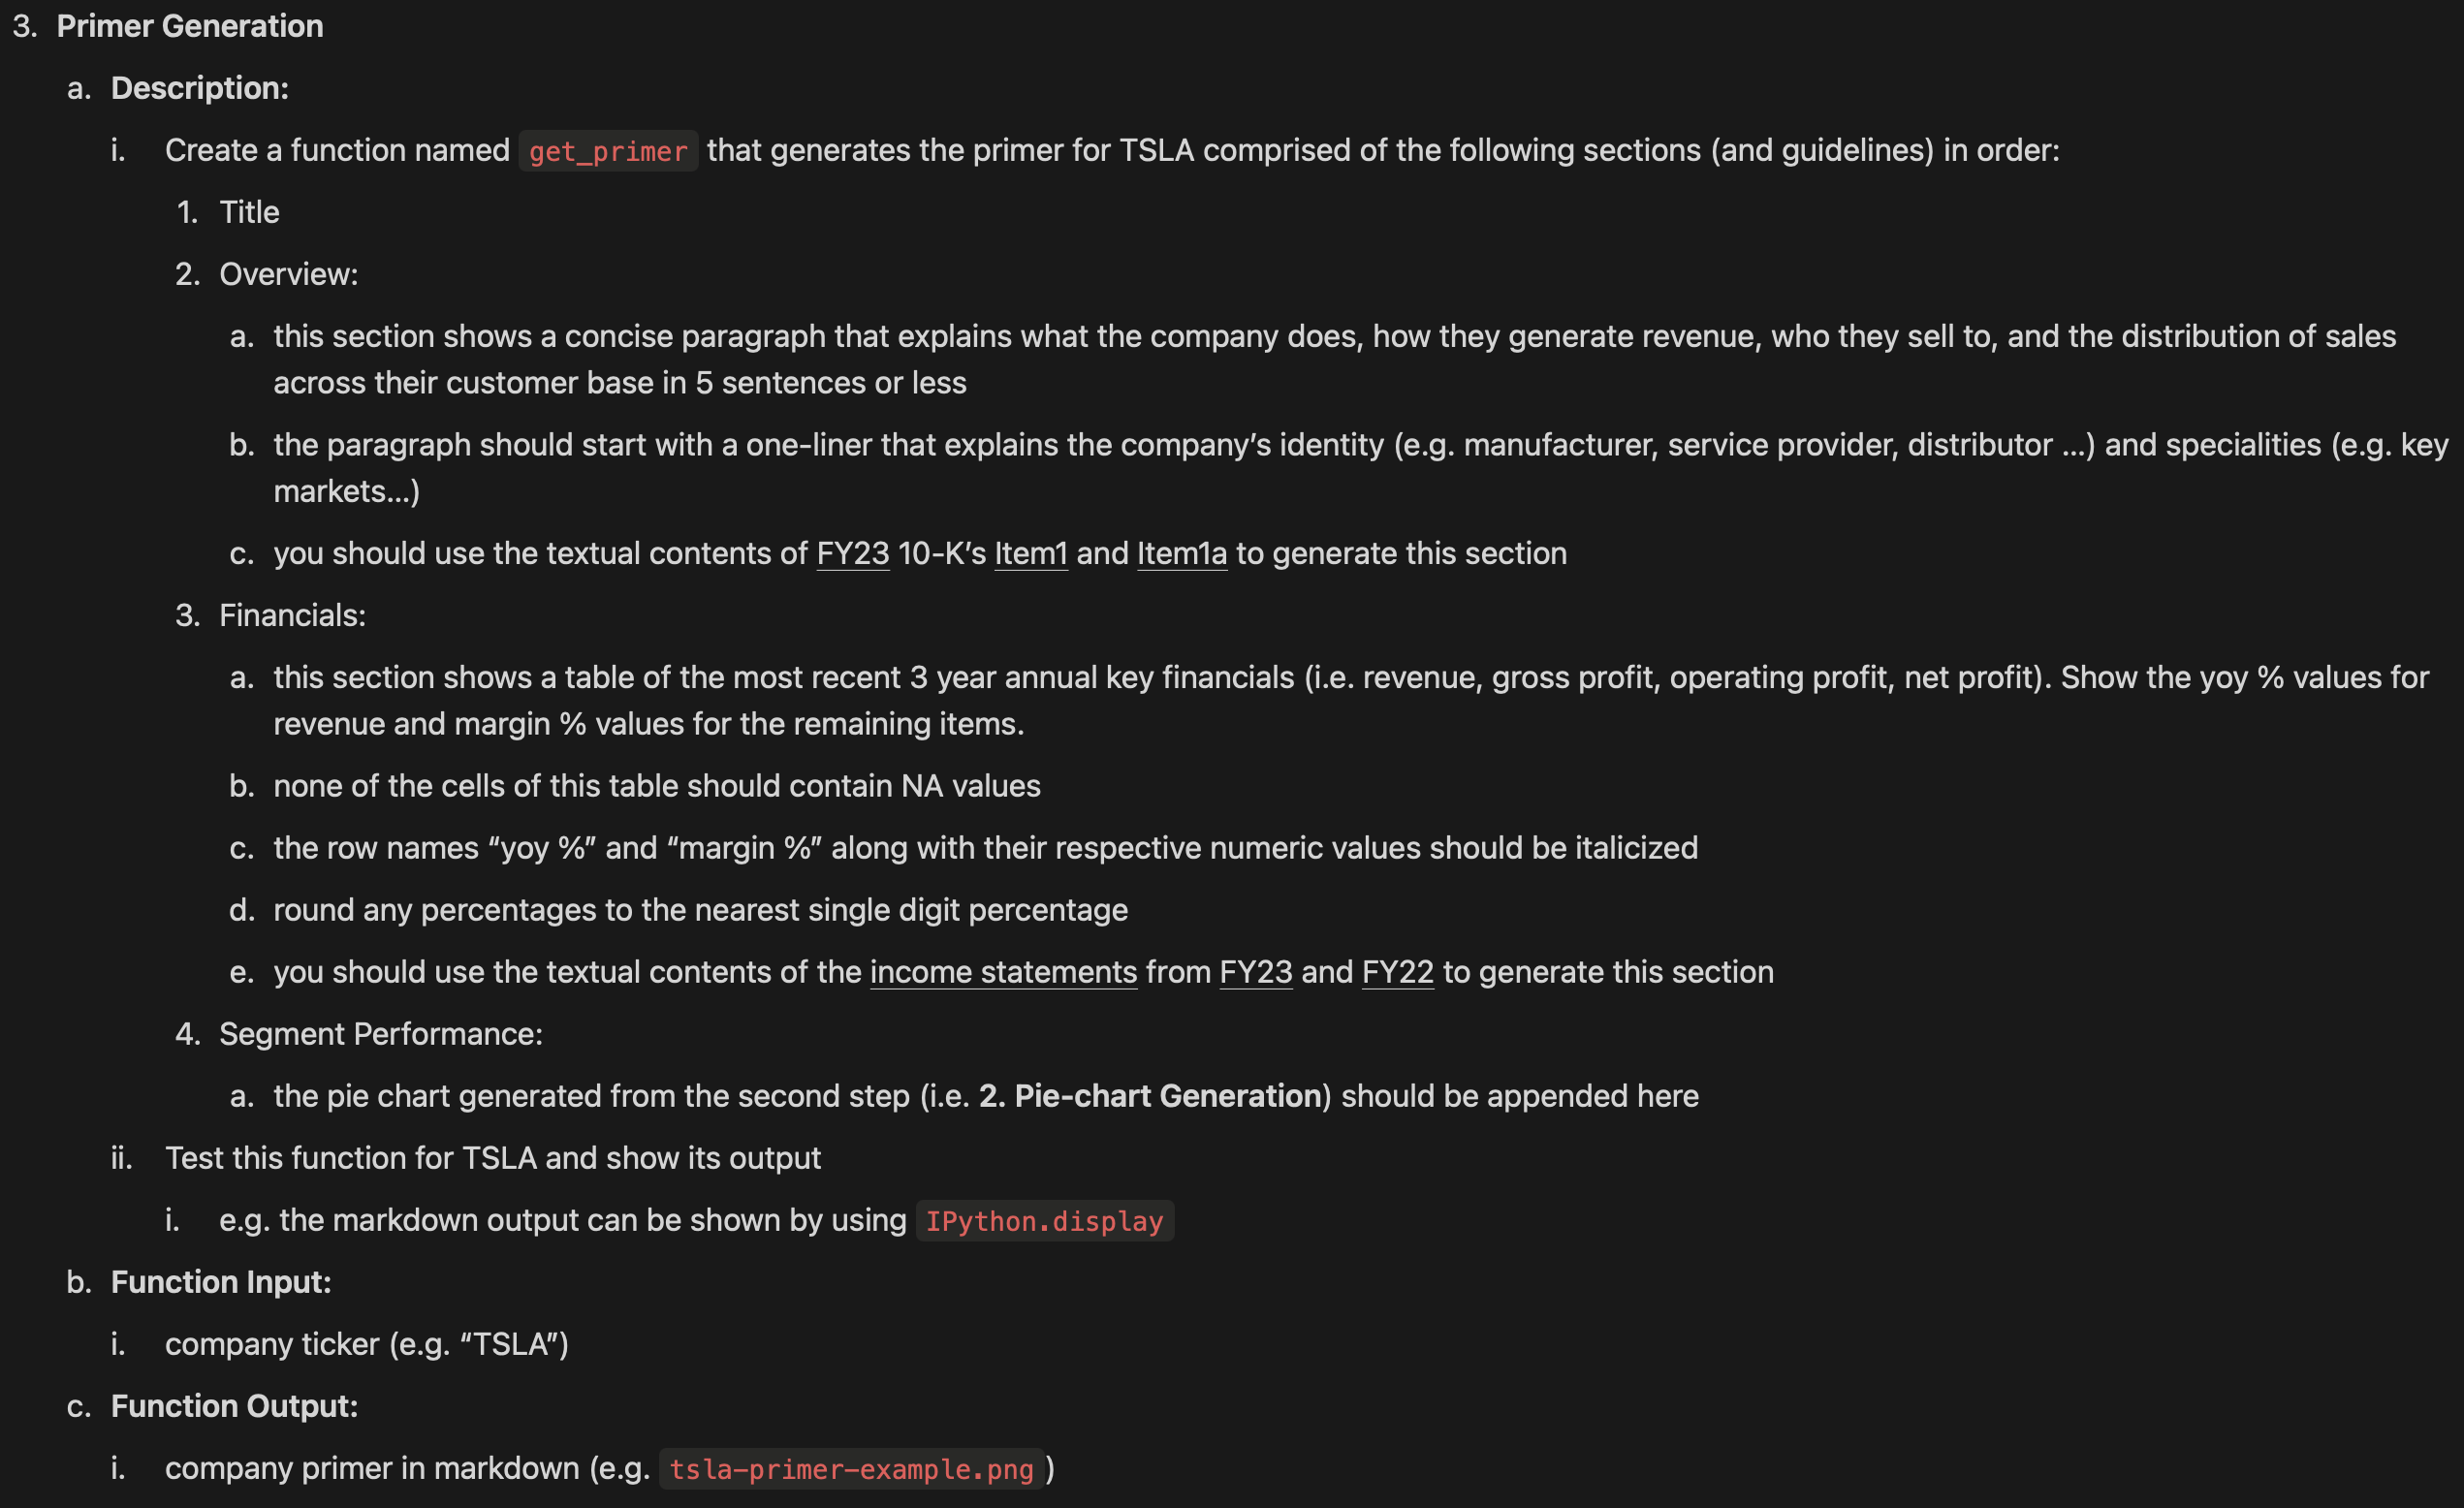 3. Primer Generation
a. Description:
i. Create a function named get_primer that generates the primer for TSLA comprised of the following sections (and guidelines) in order:
1. Title
2. Overview:
a. this section shows a concise paragraph that explains what the company does, how they generate revenue, who they sell to, and the distribution of sales
across their customer base in 5 sentences or less
b. the paragraph should start with a one-liner that explains the company’s identity (e.g. manufacturer, service provider, distributor …) and specialities (e.g. key
markets…)
c. you should use the textual contents of FY23 10-K’s Item1 and Item1a to generate this section
3. Financials:
a. this section shows a table of the most recent 3 year annual key financials (i.e. revenue, gross profit, operating profit, net profit). Show the yoy % values for
revenue and margin % values for the remaining items.
b. none of the cells of this table should contain NA values
c. the row names “yoy %” and “margin %” along with their respective numeric values should be italicized
d. round any percentages to the nearest single digit percentage
e. you should use the textual contents of the income statements from FY23 and FY22 to generate this section
4. Segment Performance:
a. the pie chart generated from the second step (i.e. 2. Pie-chart Generation) should be appended here
ii. Test this function for TSLA and show its output
i. e.g. the markdown output can be shown by using IPython.display
b. Function Input:
i. company ticker (e.g. “TSLA”)
c. Function Output:
i. company primer in markdown (e.g. tsla-primer-example.png)